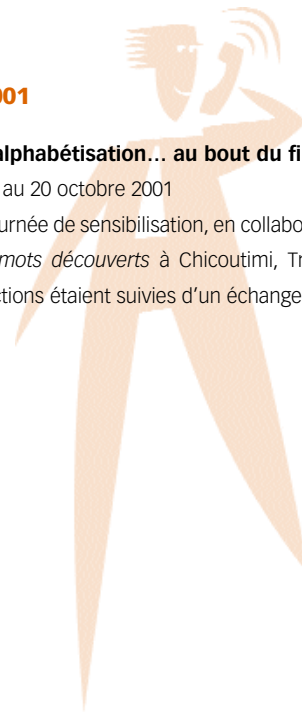 001
alphabétisation… au bout du fi
au 20 octobre 2001
urnée de sensibilisation, en collabo
mots découverts à Chicoutimi, Tr
ctions étaient suivies d’un échange